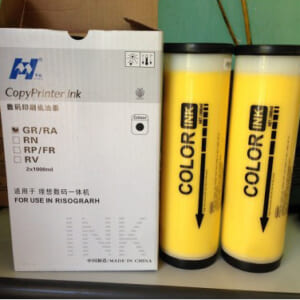 CopyPrinter ink
数码印刷机油墨
GR/RA
RN
RP/FR
RV
2x1000ml
Colour
适用于 理想数码一体机
FOR USE IN RISOGRARH
INK
中国制造 MADE IN CHINA
COLOR INK
COLOR INK